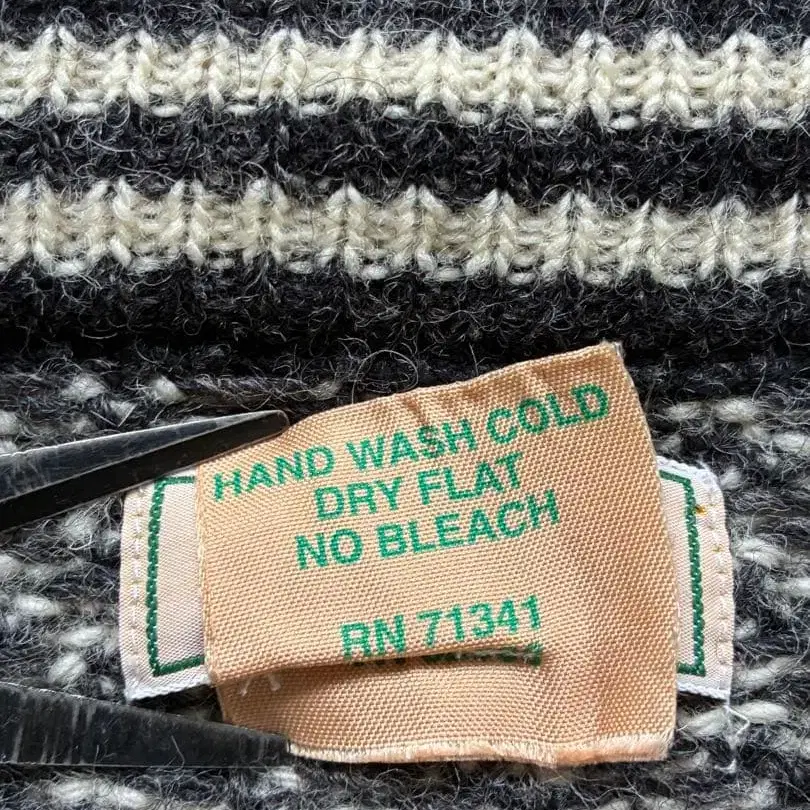 HAND WASH COLD
DRY FLAT
NO BLEACH
RN 71341